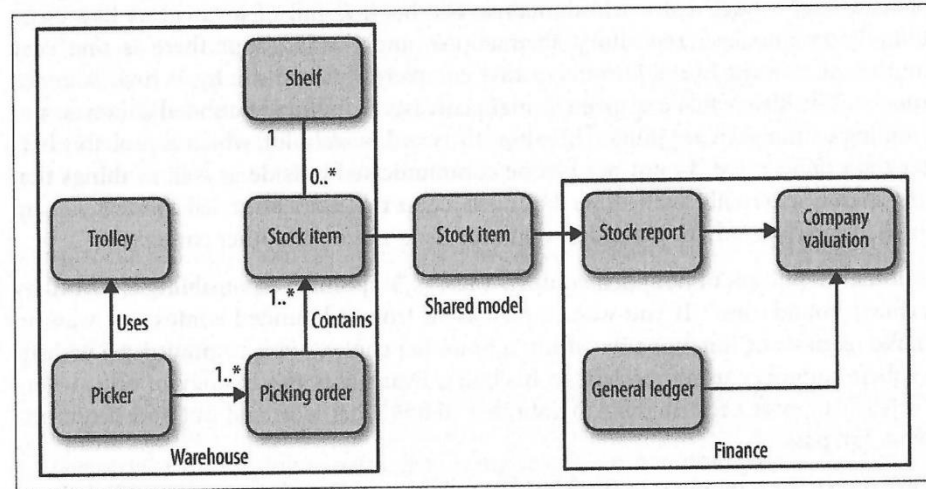 Shelf
1
0..*
Trolley
Stock item
Stock item
Stock report
Company
valuation
Shared model
1..*
Uses
Contains
1..*
Picker
Picking order
General ledger
Warehouse
Finance